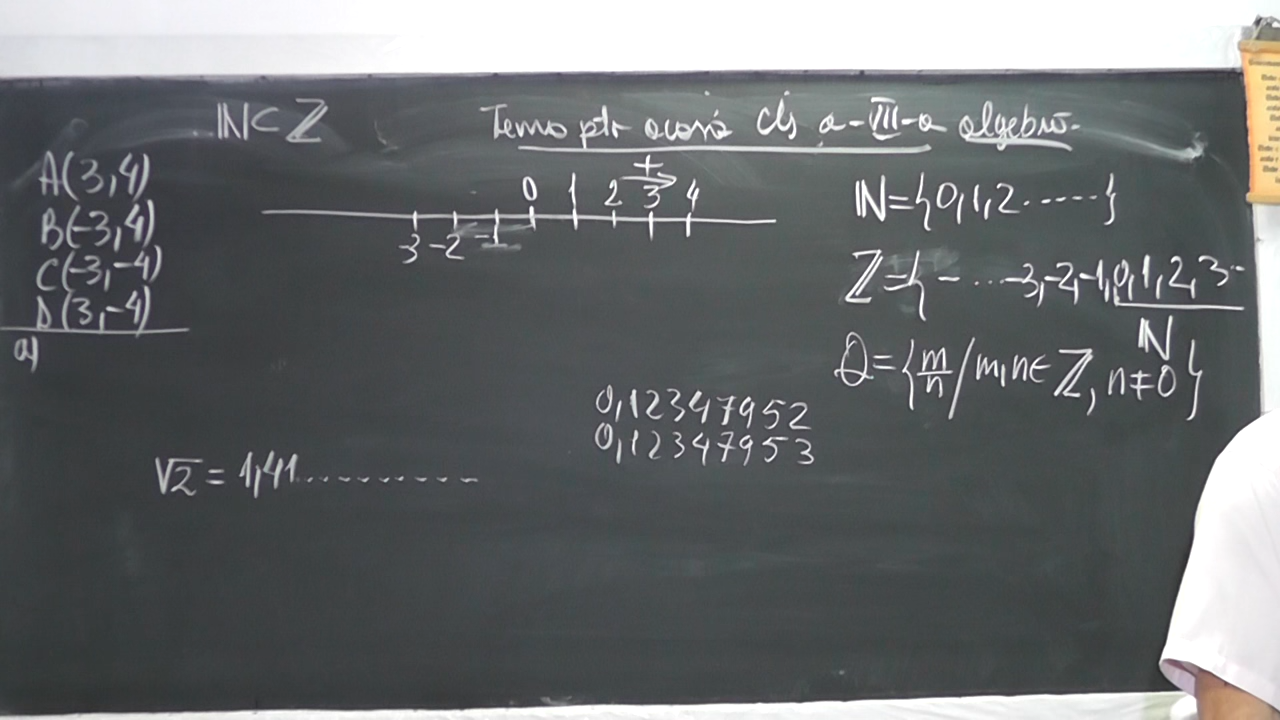 ℕ⊂ℤ
Tema ptr acasă cls a-VII-a algebră.
A(3,4)
B(-3,4)
C(-3,-4)
D(3,-4)
a)
+
0 1 2 3 4
-3 -2 -1
ℕ={0,1,2.....}
ℤ={-...-3,-2,-1,0,1,2,3..
ℕ
Q={m/n / m,n∈ℤ, n≠0}
0,12347952
0,12347953
√2=1,41.............